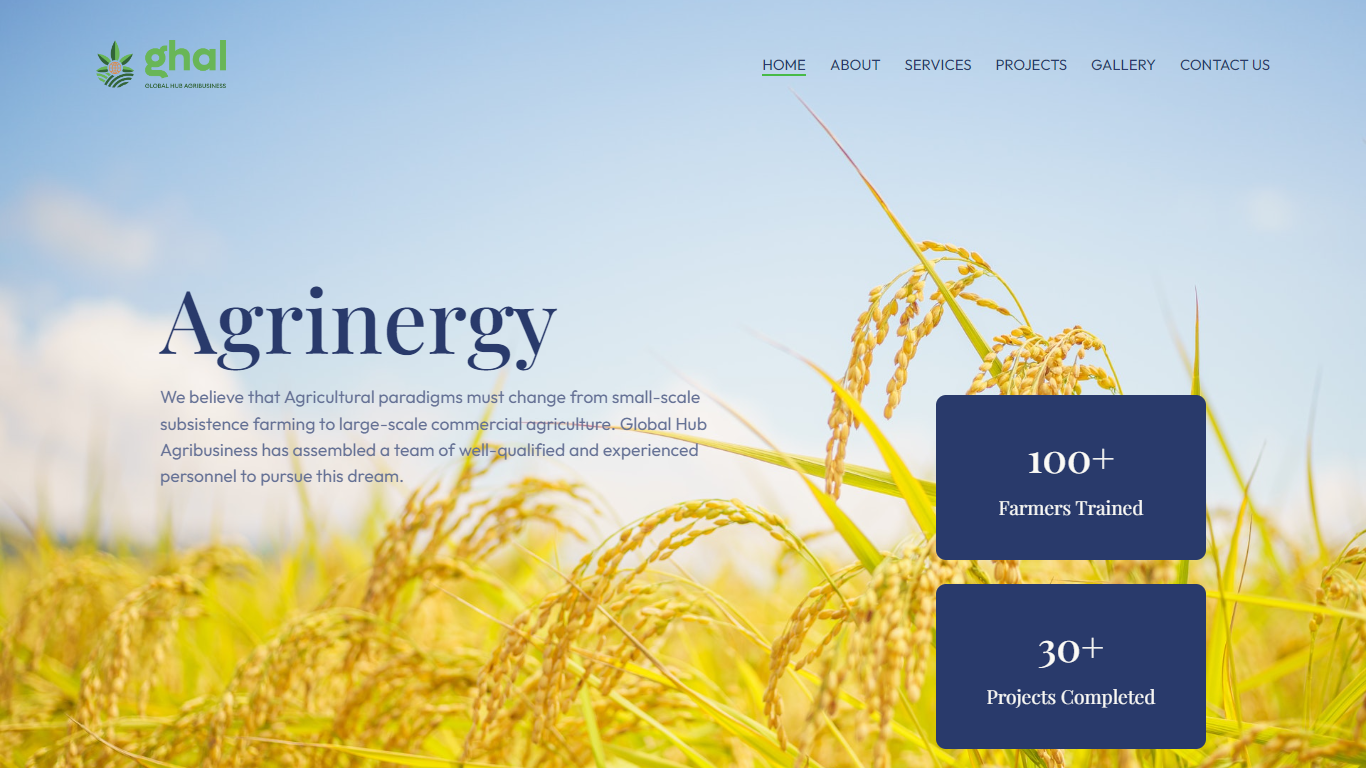 ghal
GLOBAL HUB AGRIBUSINESS
HOME
ABOUT
SERVICES
PROJECTS
GALLERY
CONTACT US
Agrinergy
We believe that Agricultural paradigms must change from small-scale
subsistence farming to large-scale commercial agriculture. Global Hub
Agribusiness has assembled a team of well-qualified and experienced
personnel to pursue this dream.
100+
Farmers Trained
30+
Projects Completed